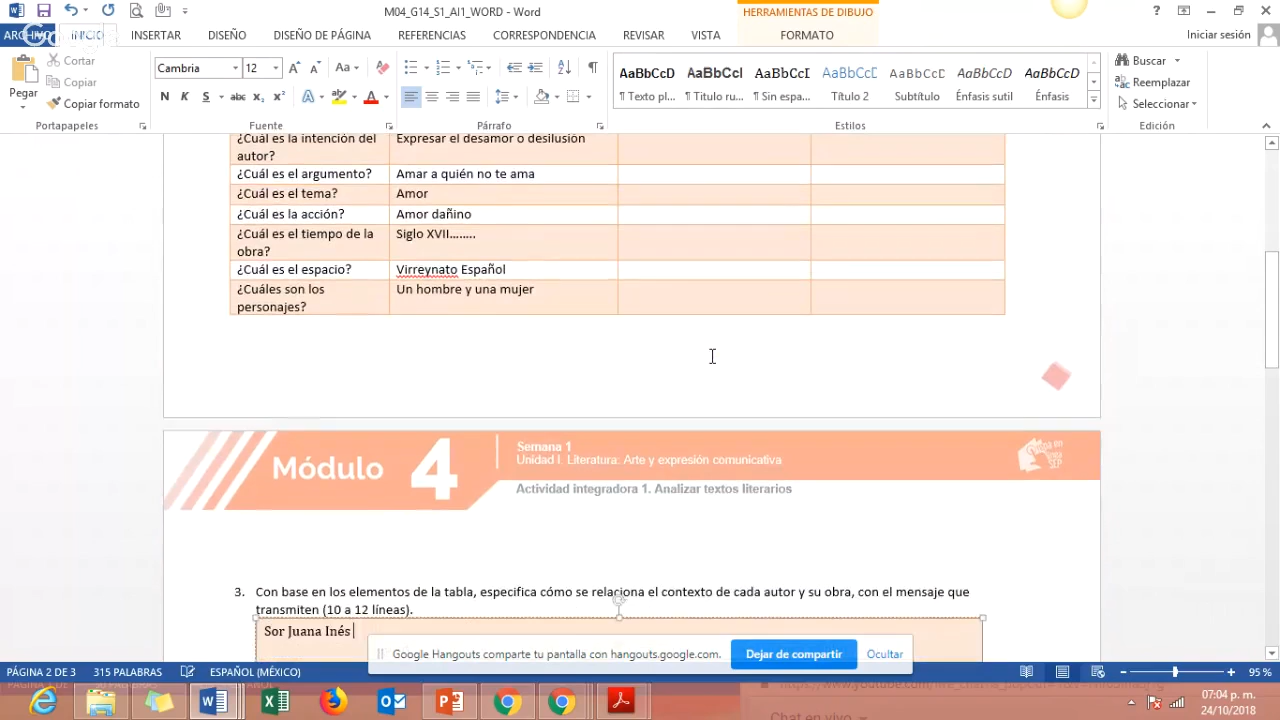 M04_G14_S1_AI1_WORD - Word
HERRAMIENTAS DE DIBUJO
ARCHIVO INICIO INSERTAR DISEÑO DISEÑO DE PÁGINA REFERENCIAS CORRESPONDENCIA REVISAR VISTA FORMATO Iniciar sesión
Pegar
Cortar
Copiar
Copiar formato
Portapapeles
Cambria 12
Fuente
Párrafo
AaBbCcD AaBbCcI AaBbCcI AaBbCcD AaBbCcD AaBbCcD AaBbCcD
¶ Texto pl... ¶ Titulo ru... ¶ Sin espa... Título 2 Subtítulo Énfasis sutil Énfasis
Estilos
Buscar
Reemplazar
Seleccionar
Edición
¿Cuál es la intención del autor? Expresar el desamor o desilusión
¿Cuál es el argumento? Amar a quién no te ama
¿Cuál es el tema? Amor
¿Cuál es la acción? Amor dañino
¿Cuál es el tiempo de la obra? Siglo XVII........
¿Cuál es el espacio? Virreynato Español
¿Cuáles son los personajes? Un hombre y una mujer
Módulo 4
Semana 1
Unidad I. Literatura: Arte y expresión comunicativa
Actividad integradora 1. Analizar textos literarios
3. Con base en los elementos de la tabla, especifica cómo se relaciona el contexto de cada autor y su obra, con el mensaje que
transmiten (10 a 12 líneas).
Sor Juana Inés
Google Hangouts comparte tu pantalla con hangouts.google.com. Dejar de compartir Ocultar
PÁGINA 2 DE 3 315 PALABRAS ESPAÑOL (MÉXICO) 95 %
Chat en vivo
07:04 p. m.
24/10/2018